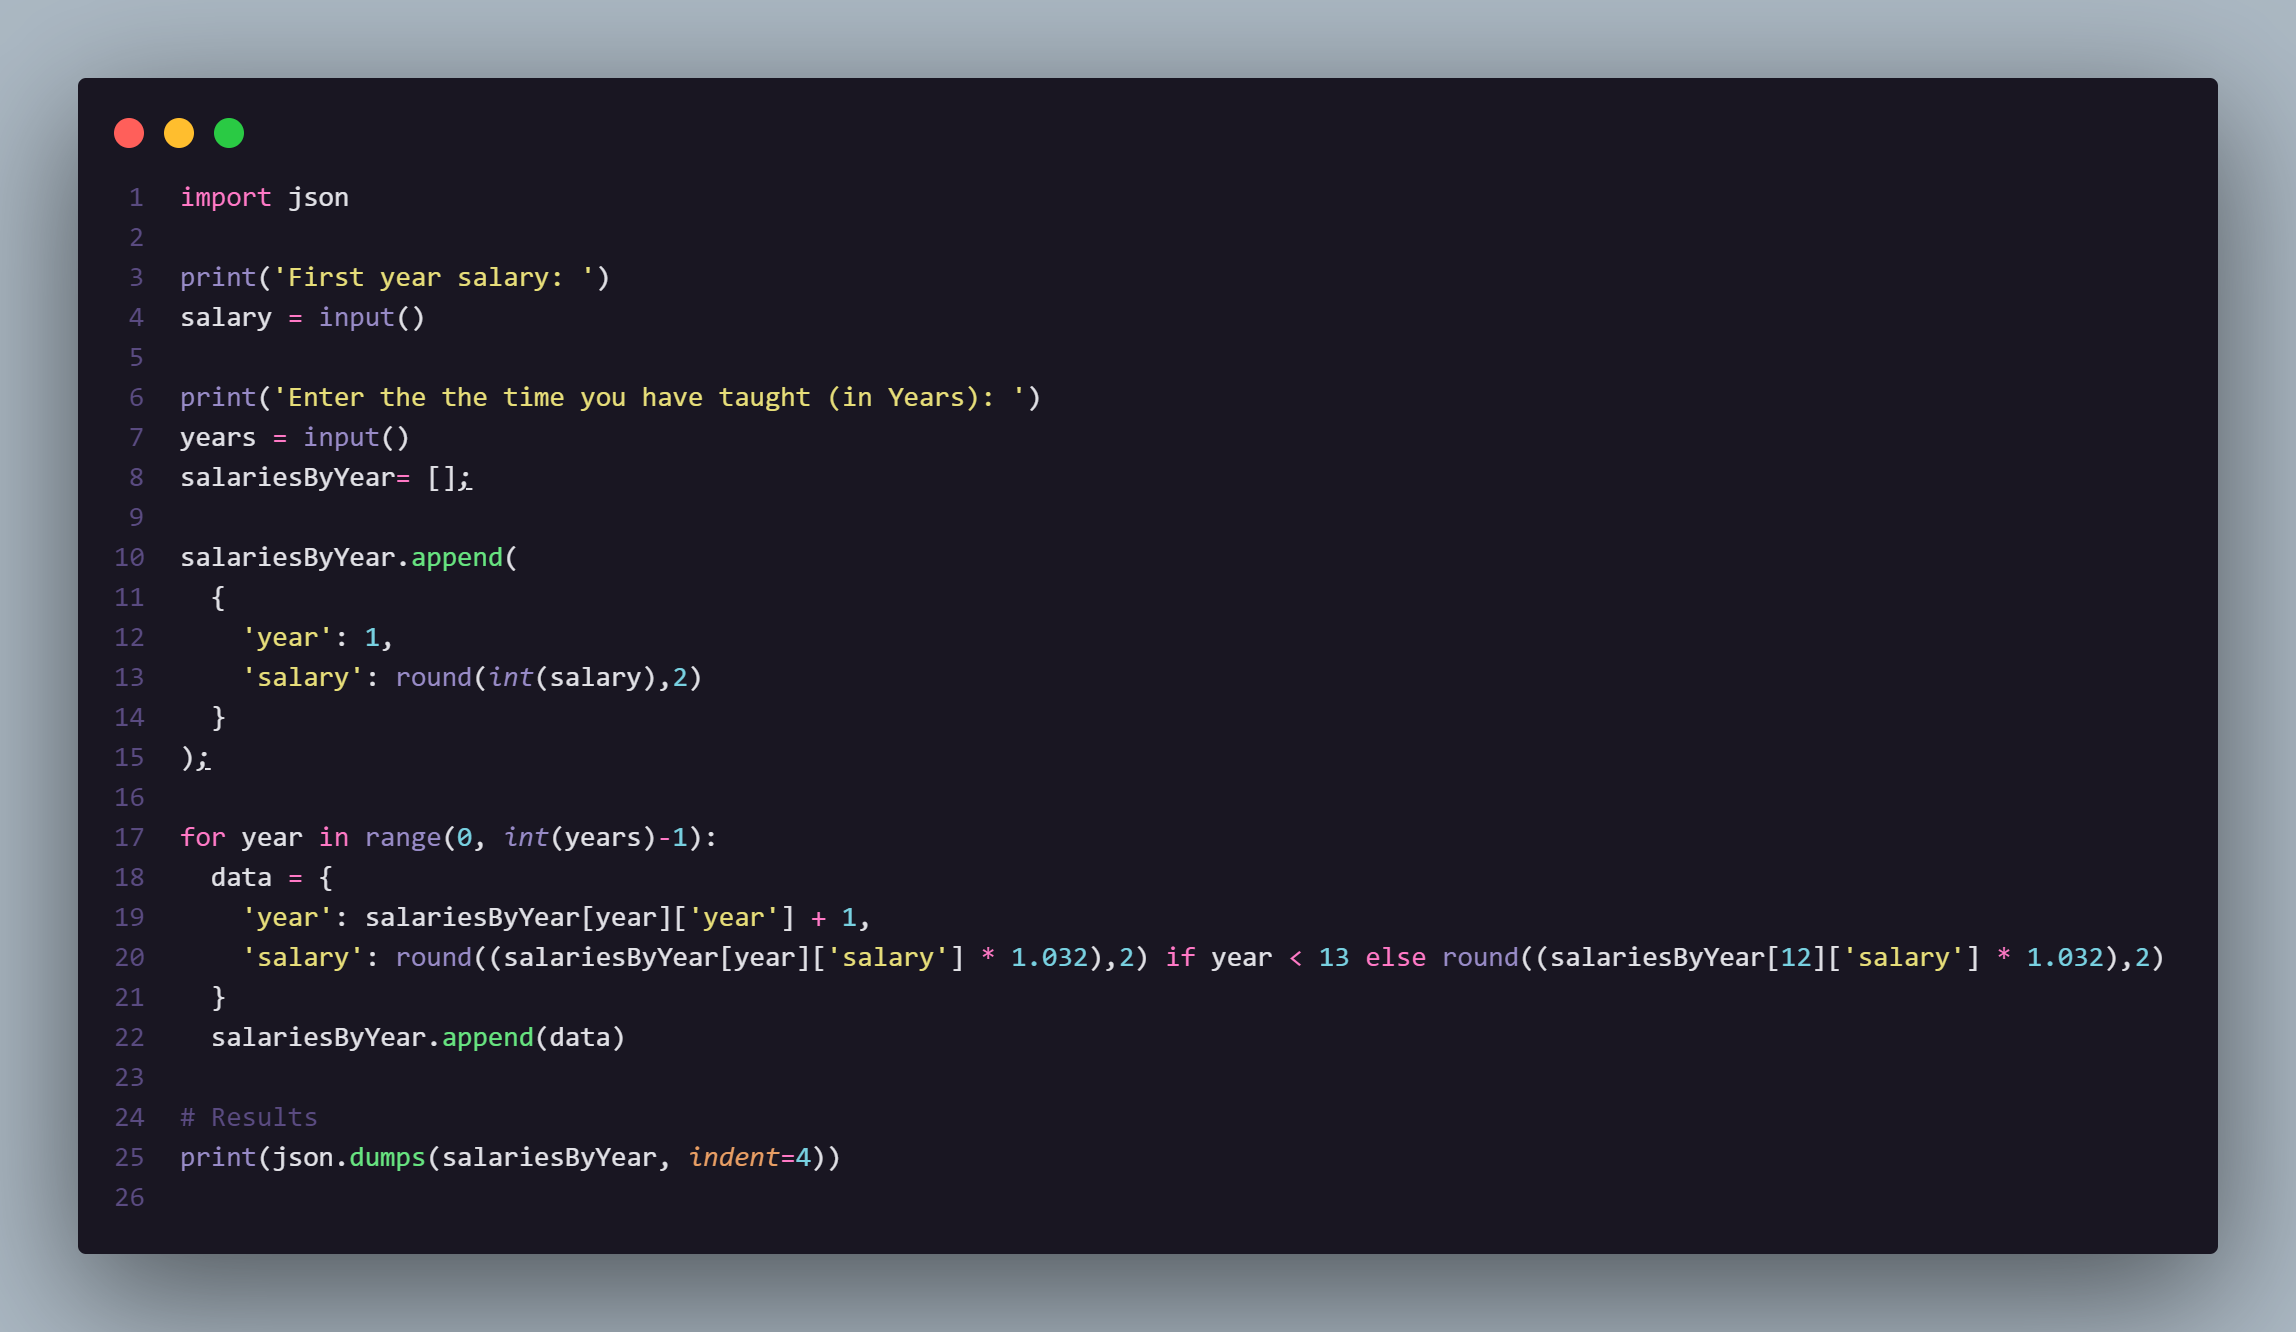 1 import json
2
3 print('First year salary: ')
4 salary = input()
5
6 print('Enter the the time you have taught (in Years): ')
7 years = input()
8 salariesByYear= [];
9
10 salariesByYear.append(
11   {
12     'year': 1,
13     'salary': round(int(salary),2)
14   }
15 );
16
17 for year in range(0, int(years)-1):
18   data = {
19     'year': salariesByYear[year]['year'] + 1,
20     'salary': round((salariesByYear[year]['salary'] * 1.032),2) if year < 13 else round((salariesByYear[12]['salary'] * 1.032),2)
21   }
22   salariesByYear.append(data)
23
24 # Results
25 print(json.dumps(salariesByYear, indent=4))
26